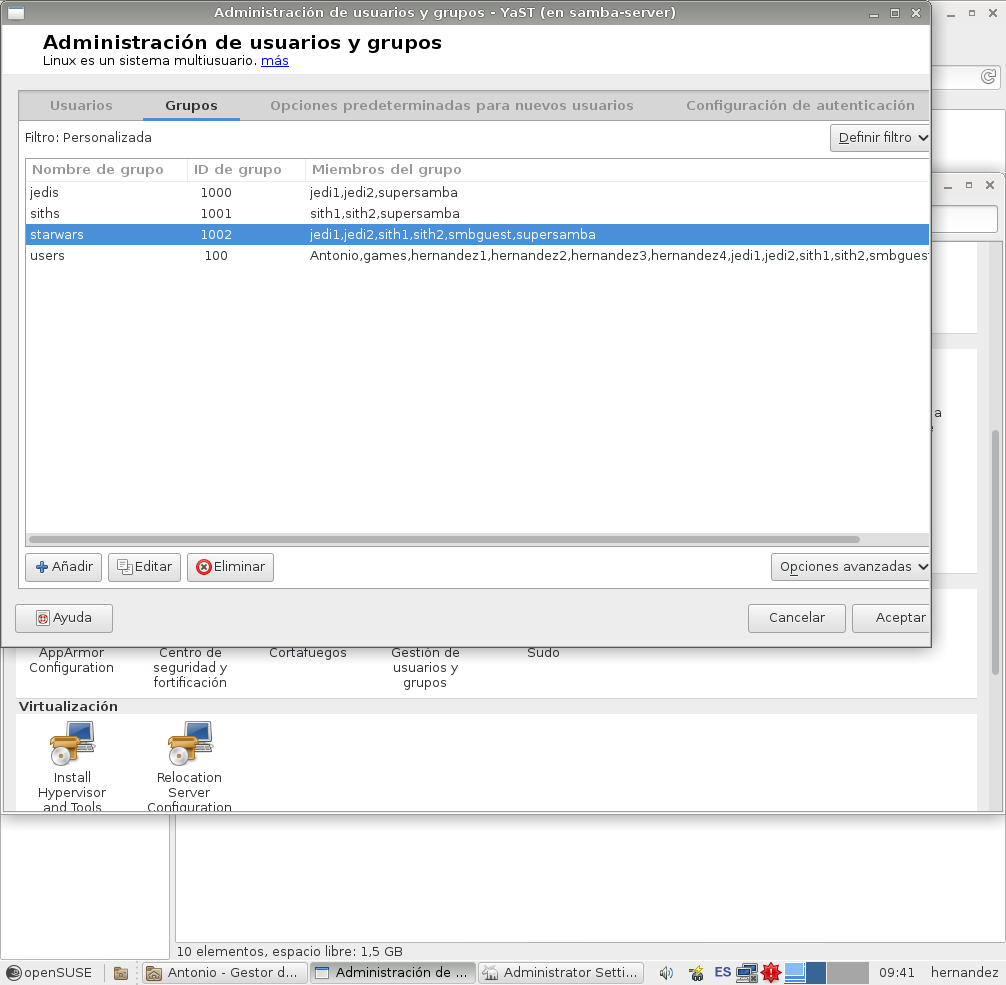 Administración de usuarios y grupos - YaST (en samba-server)
Administración de usuarios y grupos
Linux es un sistema multiusuario. más
Usuarios Grupos Opciones predeterminadas para nuevos usuarios Configuración de autenticación
Filtro: Personalizada Definir filtro
Nombre de grupo ID de grupo Miembros del grupo
jedis 1000 jedi1,jedi2,supersamba
siths 1001 sith1,sith2,supersamba
starwars 1002 jedi1,jedi2,sith1,sith2,smbguest,supersamba
users 100 Antonio,games,hernandez1,hernandez2,hernandez3,hernandez4,jedi1,jedi2,sith1,sith2,smbguest
a
Añadir Editar Eliminar Opciones avanzadas
Ayuda Cancelar Aceptar
AppArmor Configuration
Centro de seguridad y fortificación
Cortafuegos
Gestión de usuarios y grupos
Sudo
Virtualización
Install Hypervisor and Tools
Relocation Server Configuration
10 elementos, espacio libre: 1,5 GB
openSUSE Antonio - Gestor d... Administración de ... Administrator Setti... ES 09:41 hernandez